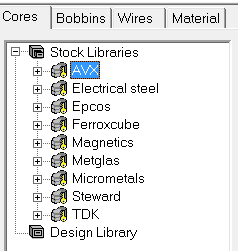 Cores Bobbins Wires Material
Stock Libraries
AVX
Electrical steel
Epcos
Ferroxcube
Magnetics
Metglas
Micrometals
Steward
TDK
Design Library